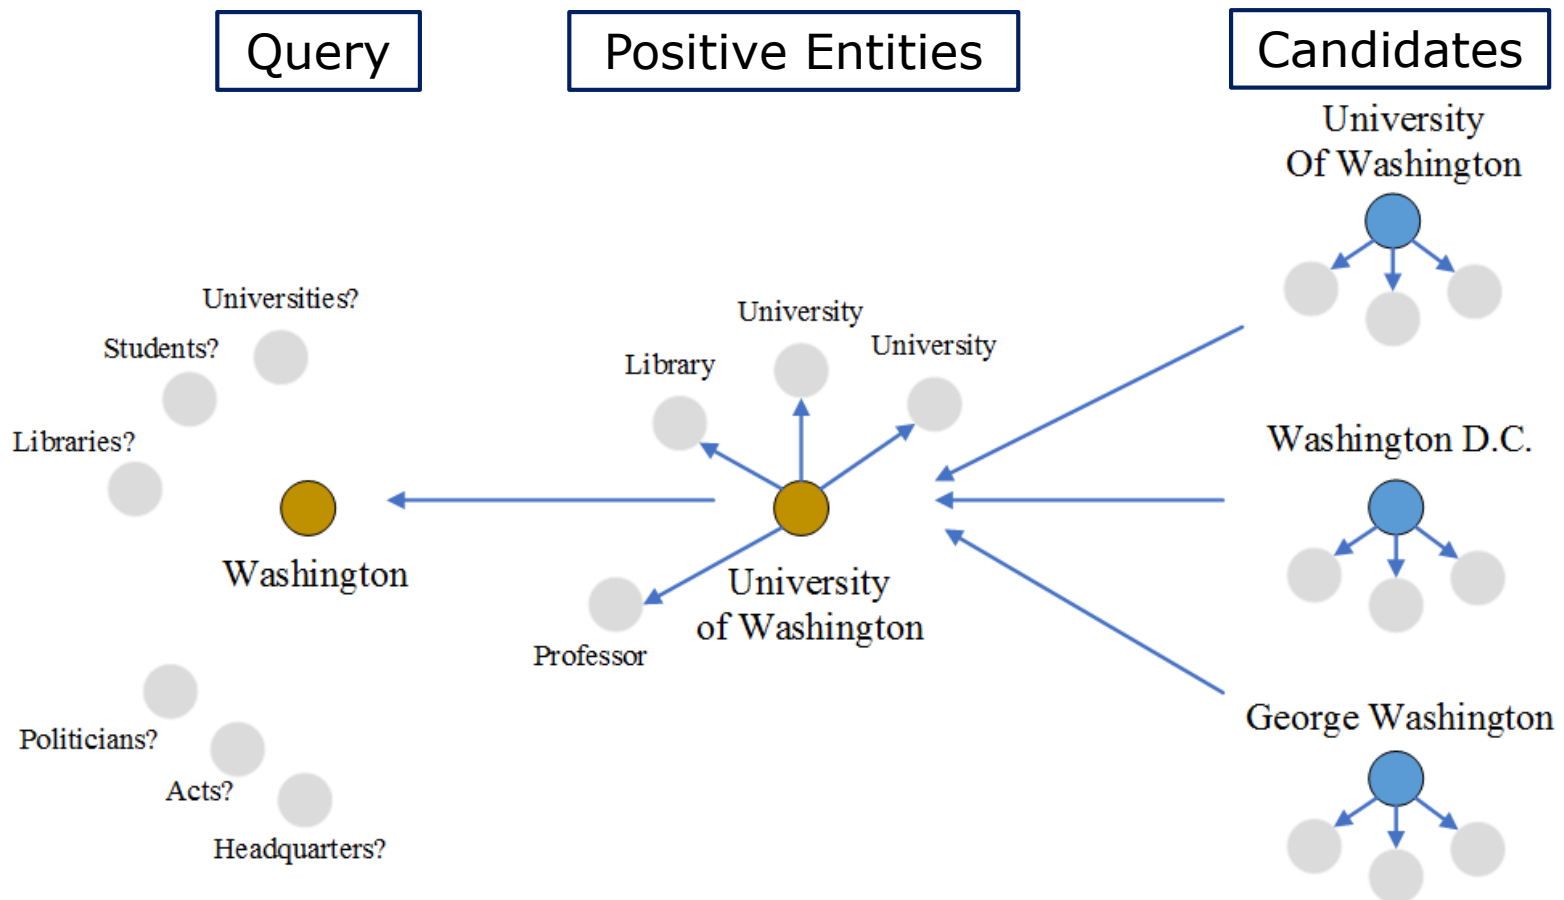 Query
Positive Entities
Candidates
University
Of Washington
Universities?
Students?
Libraries?
Washington
Politicians?
Acts?
Headquarters?
University
University
Library
University
of Washington
Professor
Washington D.C.
George Washington